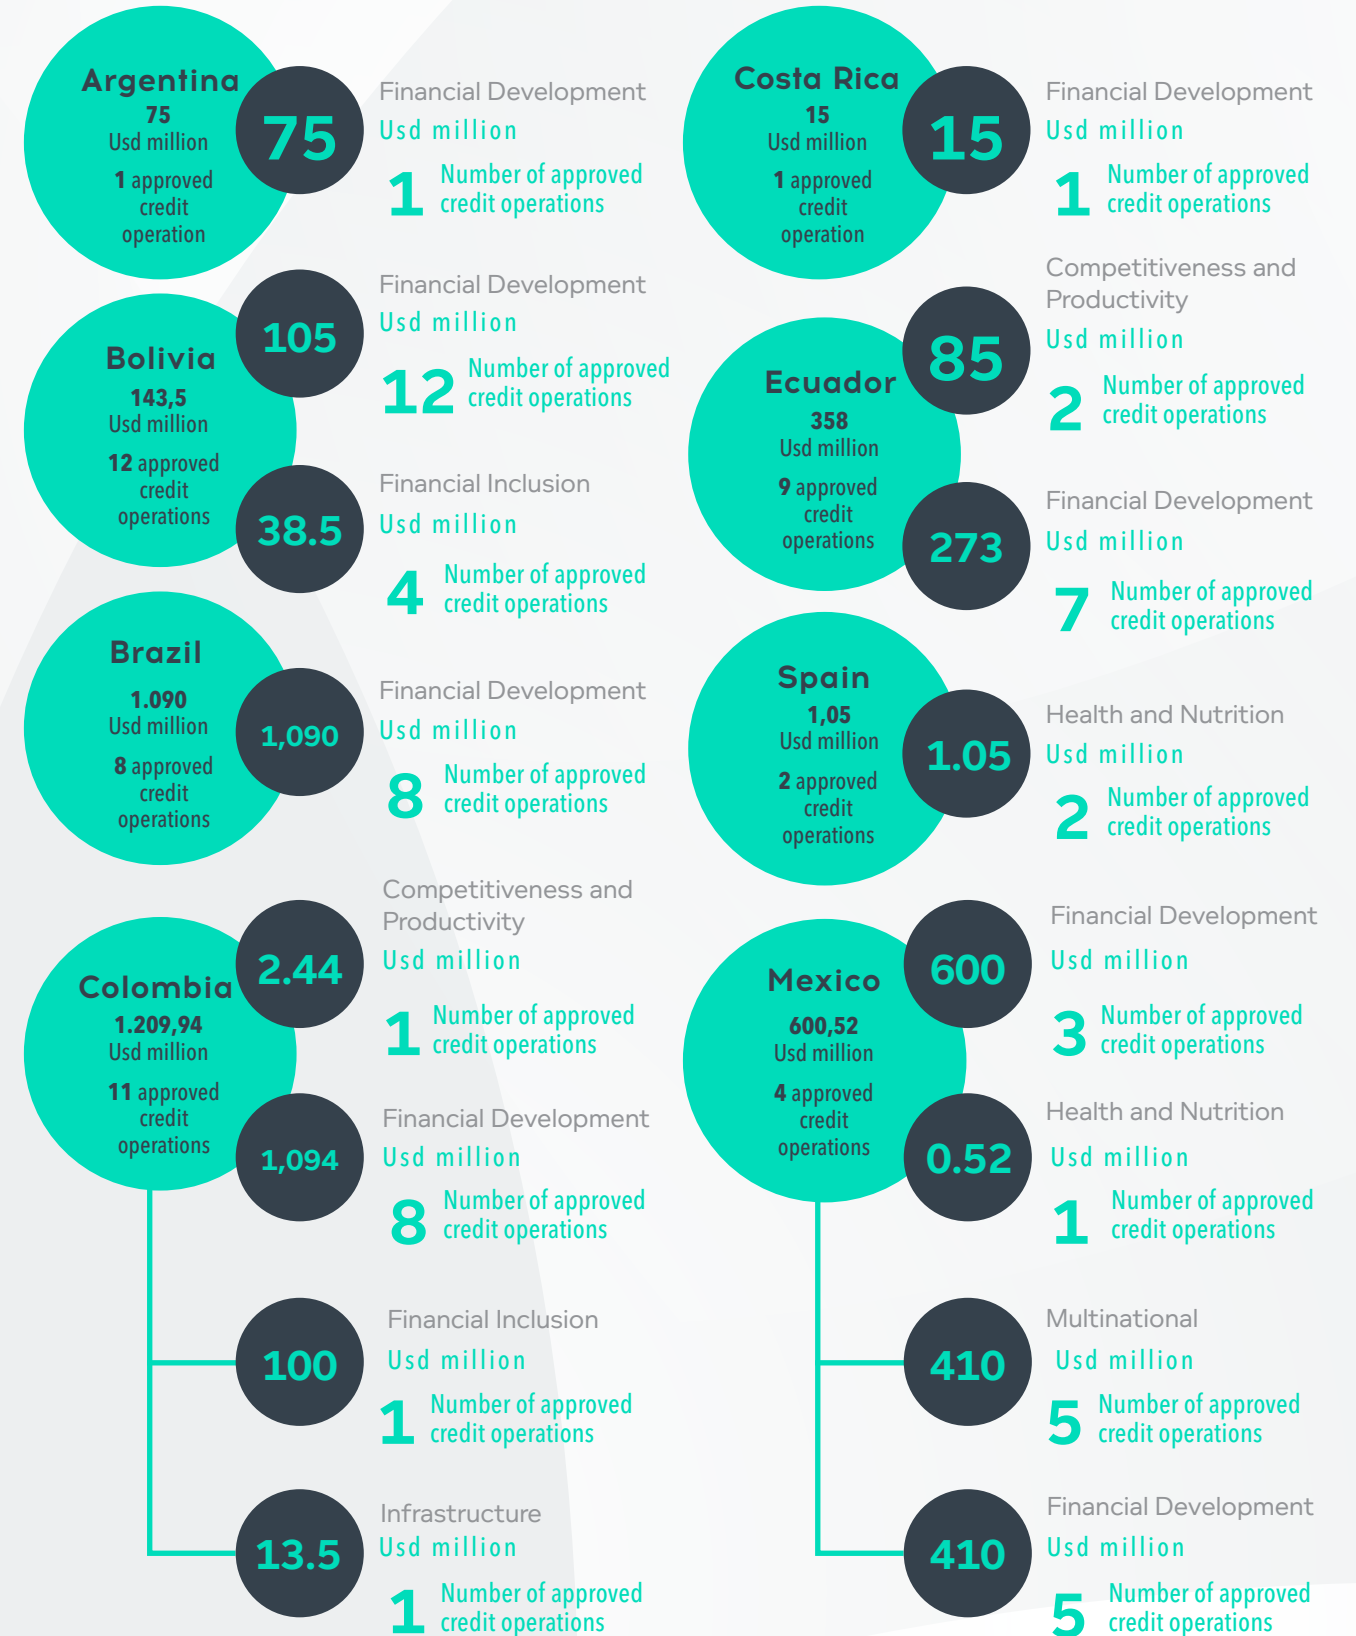 Argentina
75
Usd million
1 approved
credit
operation
75
Financial Development
Usd million
1
Number of approved
credit operations
Bolivia
143,5
Usd million
12 approved
credit
operations
105
Financial Development
Usd million
12
Number of approved
credit operations
38.5
Financial Inclusion
Usd million
4
Number of approved
credit operations
Brazil
1.090
Usd million
8 approved
credit
operations
1,090
Financial Development
Usd million
8
Number of approved
credit operations
Colombia
1.209,94
Usd million
11 approved
credit
operations
2.44
Competitiveness and
Productivity
Usd million
1
Number of approved
credit operations
1,094
Financial Development
Usd million
8
Number of approved
credit operations
100
Financial Inclusion
Usd million
1
Number of approved
credit operations
13.5
Infrastructure
Usd million
1
Number of approved
credit operations
Costa Rica
15
Usd million
1 approved
credit
operation
15
Financial Development
Usd million
1
Number of approved
credit operations
Ecuador
358
Usd million
9 approved
credit
operations
85
Competitiveness and
Productivity
Usd million
2
Number of approved
credit operations
273
Financial Development
Usd million
7
Number of approved
credit operations
Spain
1,05
Usd million
2 approved
credit
operations
1.05
Health and Nutrition
Usd million
2
Number of approved
credit operations
Mexico
600,52
Usd million
4 approved
credit
operations
600
Financial Development
Usd million
3
Number of approved
credit operations
0.52
Health and Nutrition
Usd million
1
Number of approved
credit operations
410
Multinational
Usd million
5
Number of approved
credit operations
410
Financial Development
Usd million
5
Number of approved
credit operations